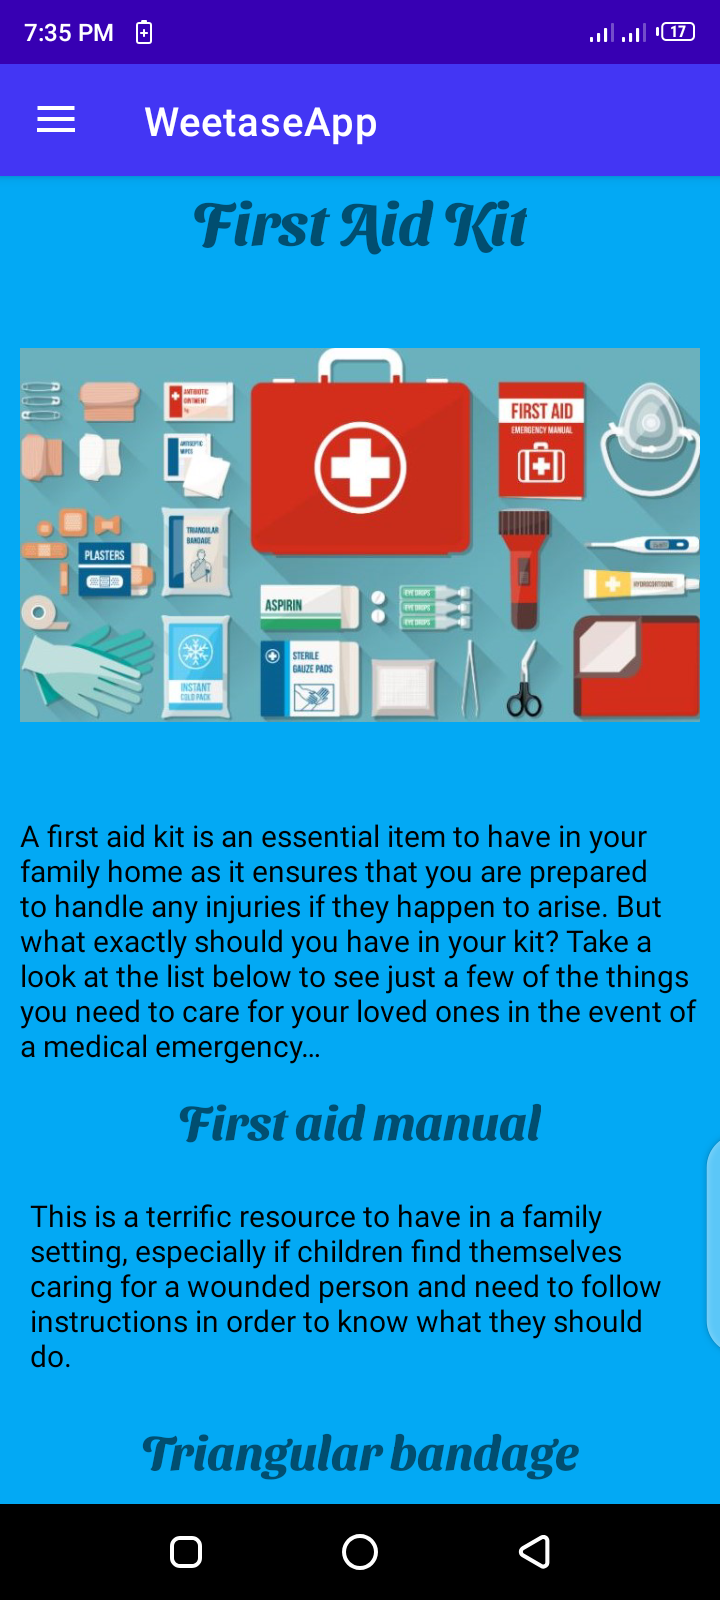 7:35 PM
17
WeetaseApp
First Aid Kit
ANTIBIOTIC
OINTMENT
ANTISEPTIC
WIPES
FIRST AID
EMERGENCY MANUAL
TRIANGULAR
BANDAGE
PLASTERS
ASPIRIN
EYE DROPS
EYE DROPS
EYE DROPS
HYDROCORTISONE
INSTANT
COLD PACK
STERILE
GAUZE PADS
A first aid kit is an essential item to have in your
family home as it ensures that you are prepared
to handle any injuries if they happen to arise. But
what exactly should you have in your kit? Take a
look at the list below to see just a few of the things
you need to care for your loved ones in the event of
a medical emergency...
First aid manual
This is a terrific resource to have in a family
setting, especially if children find themselves
caring for a wounded person and need to follow
instructions in order to know what they should
do.
Triangular bandage